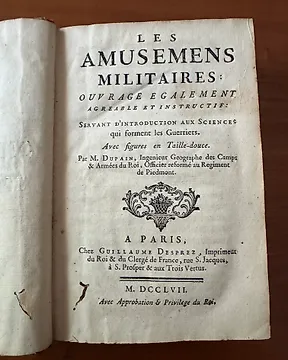 LES
AMUSEMENS
MILITAIRES:
OUVRAGE EGALEMENT
AGREABLE ET INSTRUCTIF:
SERVANT D'INTRODUCTION AUX SCIENCES
qui forment les Guerriers.
Avec figures en Taille-douce.
Par M. DUPAIN, Ingenieur Geographe des Camps
& Armées du Roi, Officier reformé au Regiment
de Piedmont.
A PARIS,
Chez GUILLAUME DESPREZ, Imprimeur
du Roi & du Clergé de France, rue S. Jacques,
à S. Prosper & aux Trois Vertus.
M. DCCLVII.
Avec Approbation & Privilege du Roi.